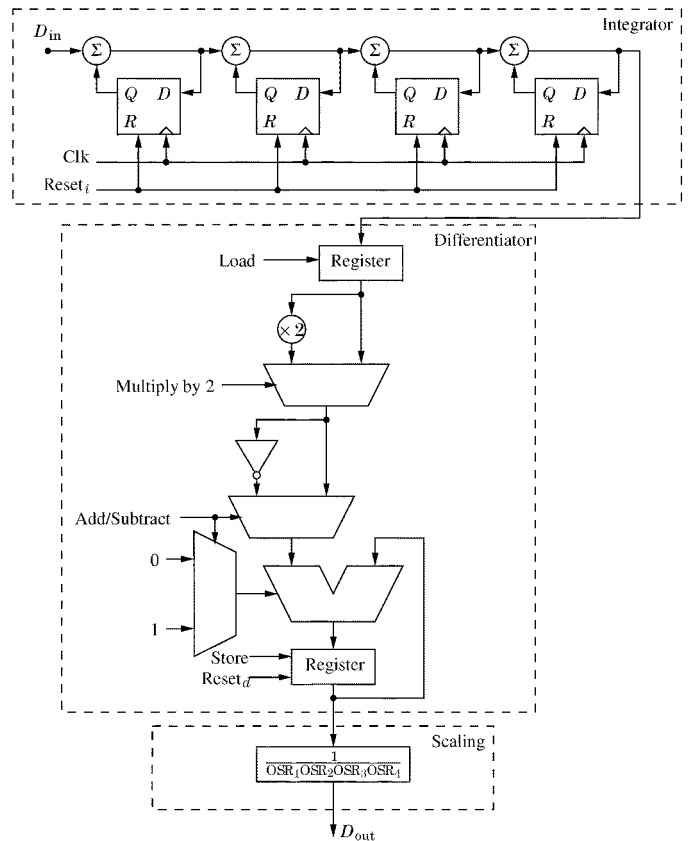 Integrator
D_in
Σ Σ Σ Σ
Q D Q D Q D Q D
R R R R
Clk
Reset_i
Differentiator
Load
Register
× 2
Multiply by 2
Add/Subtract
0
1
Store
Register
Reset_d
Scaling
1
OSR_1OSR_2OSR_3OSR_4
D_out